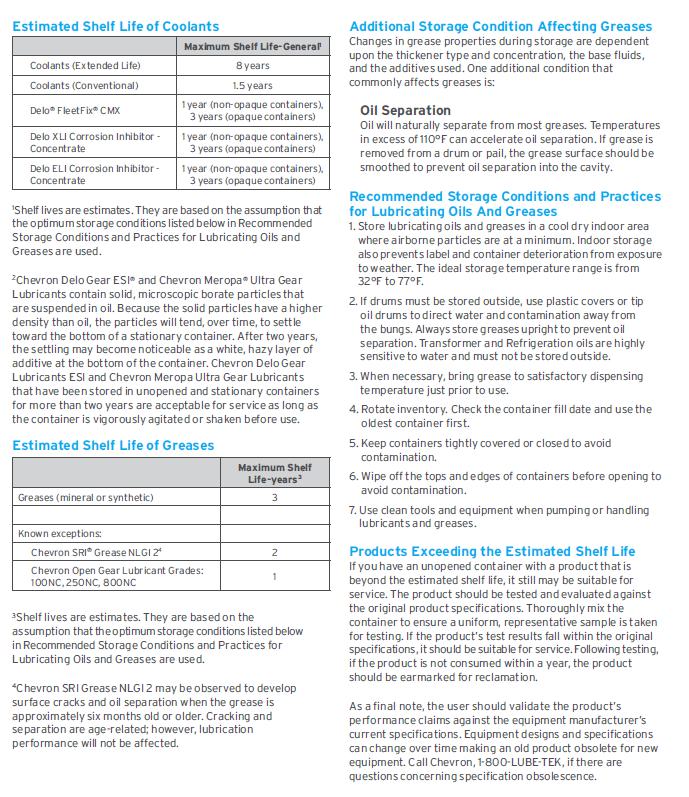 Estimated Shelf Life of Coolants
Maximum Shelf Life-General¹
Coolants (Extended Life) 8 years
Coolants (Conventional) 1.5 years
Delo® FleetFix® CMX 1 year (non-opaque containers), 3 years (opaque containers)
Delo XLI Corrosion Inhibitor - Concentrate 1 year (non-opaque containers), 3 years (opaque containers)
Delo ELI Corrosion Inhibitor - Concentrate 1 year (non-opaque containers), 3 years (opaque containers)
¹Shelf lives are estimates. They are based on the assumption that
the optimum storage conditions listed below in Recommended
Storage Conditions and Practices for Lubricating Oils and
Greases are used.
²Chevron Delo Gear ESI® and Chevron Meropa® Ultra Gear
Lubricants contain solid, microscopic borate particles that
are suspended in oil. Because the solid particles have a higher
density than oil, the particles will tend, over time, to settle
toward the bottom of a stationary container. After two years,
the settling may become noticeable as a white, hazy layer of
additive at the bottom of the container. Chevron Delo Gear
Lubricants ESI and Chevron Meropa Ultra Gear Lubricants
that have been stored in unopened and stationary containers
for more than two years are acceptable for service as long as
the container is vigorously agitated or shaken before use.
Estimated Shelf Life of Greases
Maximum Shelf
Life-years³
Greases (mineral or synthetic) 3
Known exceptions:
Chevron SRI® Grease NLGI 2⁴ 2
Chevron Open Gear Lubricant Grades: 100NC, 250NC, 800NC 1
³Shelf lives are estimates. They are based on the
assumption that the optimum storage conditions listed below
in Recommended Storage Conditions and Practices for
Lubricating Oils and Greases are used.
⁴Chevron SRI Grease NLGI 2 may be observed to develop
surface cracks and oil separation when the grease is
approximately six months old or older. Cracking and
separation are age-related; however, lubrication
performance will not be affected.
Additional Storage Condition Affecting Greases
Changes in grease properties during storage are dependent
upon the thickener type and concentration, the base fluids,
and the additives used. One additional condition that
commonly affects greases is:
Oil Separation
Oil will naturally separate from most greases. Temperatures
in excess of 110°F can accelerate oil separation. If grease is
removed from a drum or pail, the grease surface should be
smoothed to prevent oil separation into the cavity.
Recommended Storage Conditions and Practices
for Lubricating Oils And Greases
1. Store lubricating oils and greases in a cool dry indoor area
where airborne particles are at a minimum. Indoor storage
also prevents label and container deterioration from exposure
to weather. The ideal storage temperature range is from
32°F to 77°F.
2. If drums must be stored outside, use plastic covers or tip
oil drums to direct water and contamination away from
the bungs. Always store greases upright to prevent oil
separation. Transformer and Refrigeration oils are highly
sensitive to water and must not be stored outside.
3. When necessary, bring grease to satisfactory dispensing
temperature just prior to use.
4. Rotate inventory. Check the container fill date and use the
oldest container first.
5. Keep containers tightly covered or closed to avoid
contamination.
6. Wipe off the tops and edges of containers before opening to
avoid contamination.
7. Use clean tools and equipment when pumping or handling
lubricants and greases.
Products Exceeding the Estimated Shelf Life
If you have an unopened container with a product that is
beyond the estimated shelf life, it still may be suitable for
service. The product should be tested and evaluated against
the original product specifications. Thoroughly mix the
container to ensure a uniform, representative sample is taken
for testing. If the product's test results fall within the original
specifications, it should be suitable for service. Following testing,
if the product is not consumed within a year, the product
should be earmarked for reclamation.
As a final note, the user should validate the product's
performance claims against the equipment manufacturer's
current specifications. Equipment designs and specifications
can change over time making an old product obsolete for new
equipment. Call Chevron, 1-800-LUBE-TEK, if there are
questions concerning specification obsolescence.